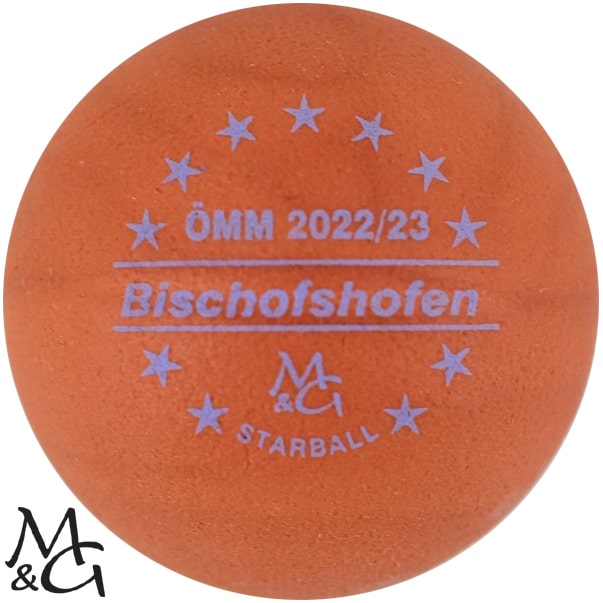 ÖMM 2022/23
Bischofshofen
M
&G
STARBALL
M
&G